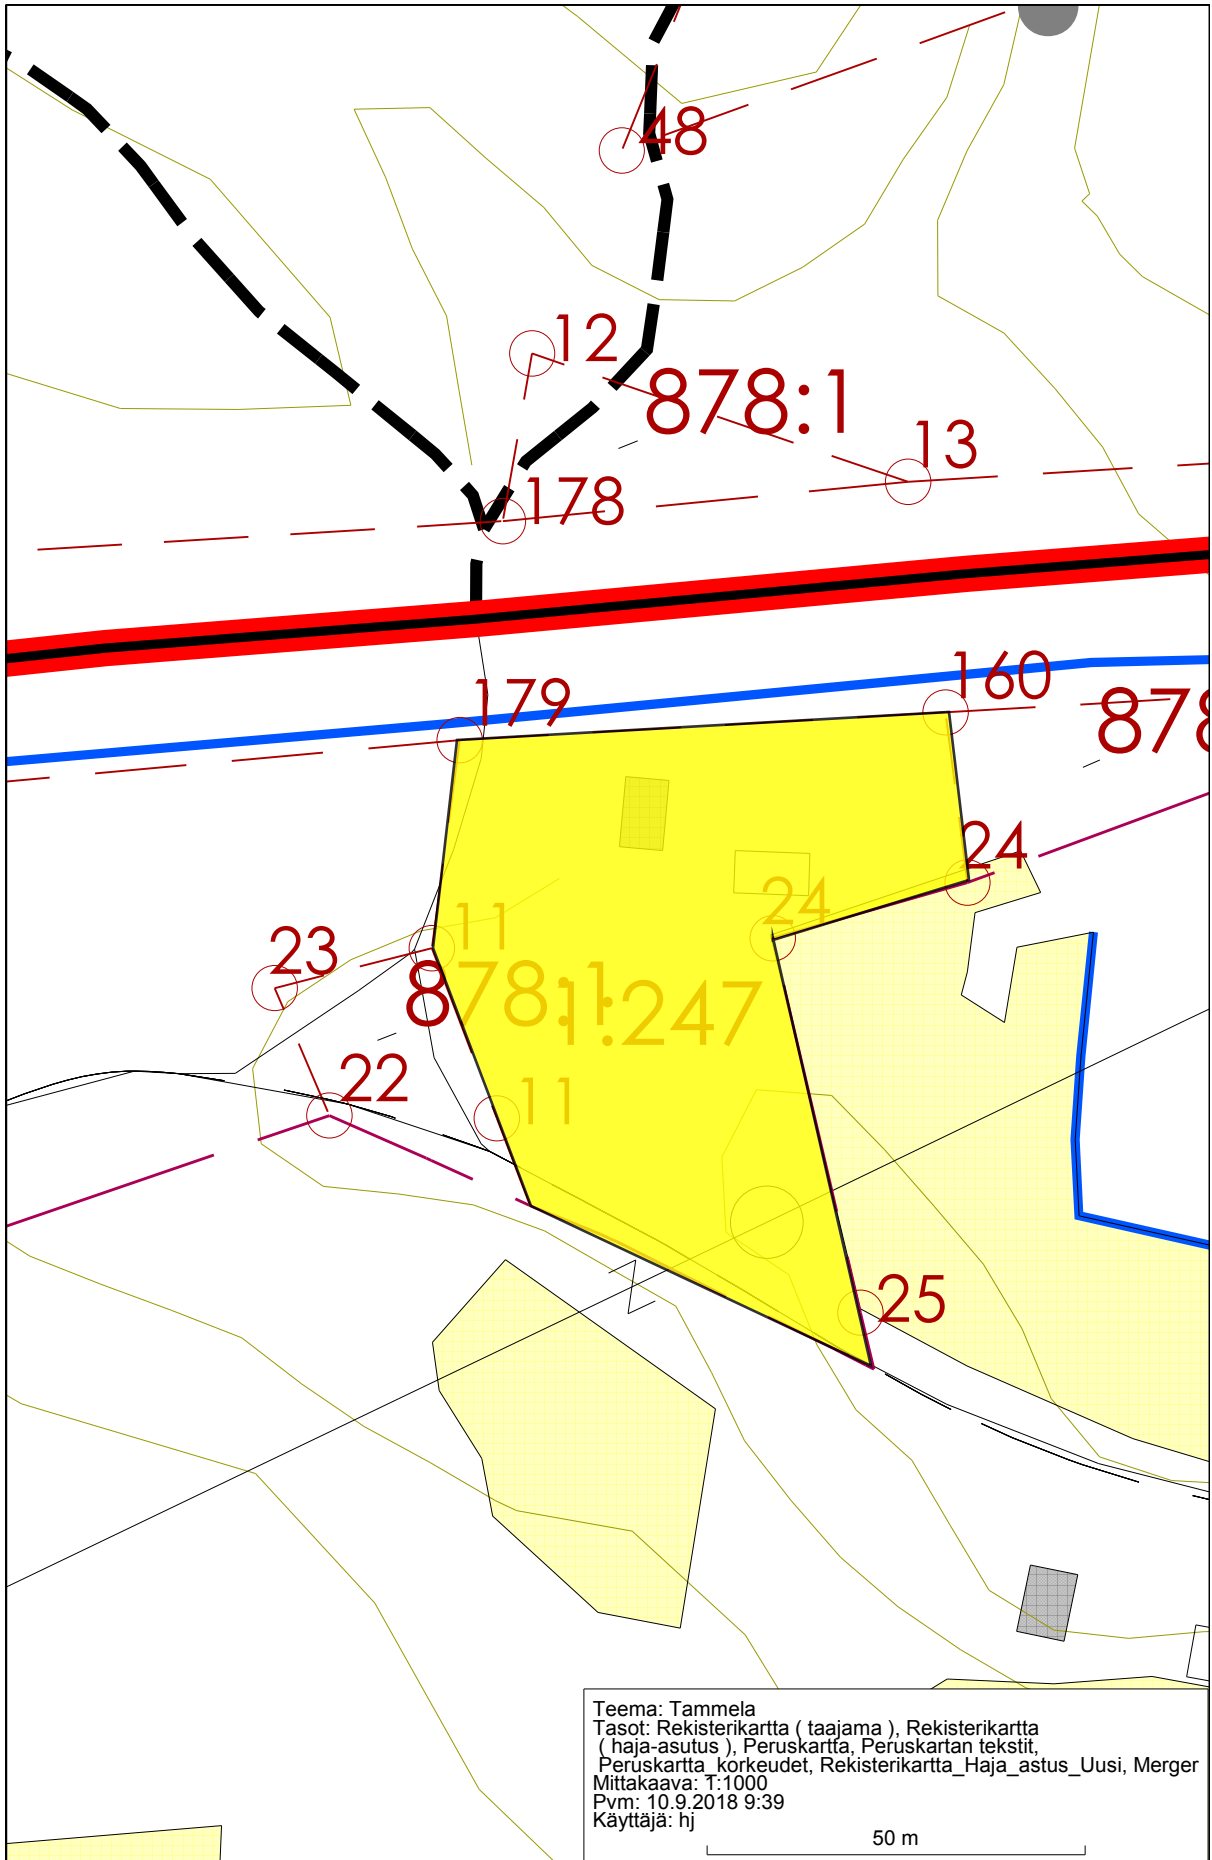 48
12
878:1
13
178
160
179
878
24
24
11
23
878:1
1:247
22
11
25
Teema: Tammela
Tasot: Rekisterikartta ( taajama ), Rekisterikartta
( haja-asutus ), Peruskartta, Peruskartan tekstit,
Peruskartta_korkeudet, Rekisterikartta_Haja_astus_Uusi, Merger
Mittakaava: 1:1000
Pvm: 10.9.2018 9:39
Käyttäjä: hj
50 m